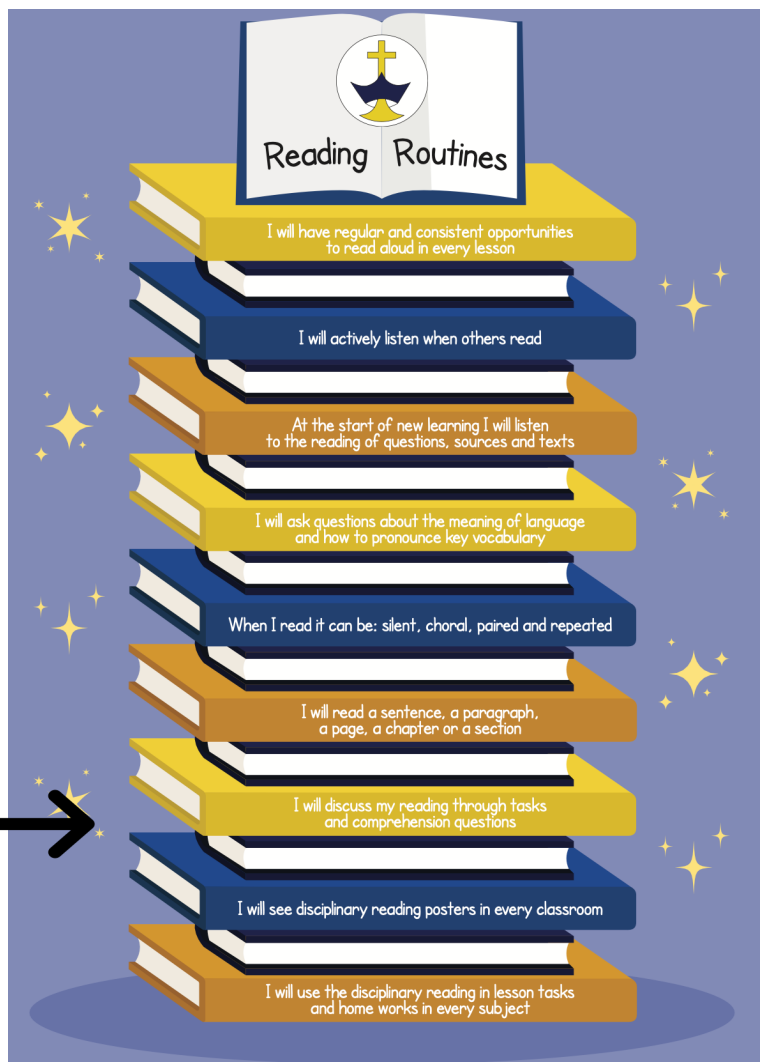 Reading Routines
I will have regular and consistent opportunities
to read aloud in every lesson
I will actively listen when others read
At the start of new learning I will listen
to the reading of questions, sources and texts
I will ask questions about the meaning of language
and how to pronounce key vocabulary
When I read it can be: silent, choral, paired and repeated
I will read a sentence, a paragraph,
a page, a chapter or a section
I will discuss my reading through tasks
and comprehension questions
I will see disciplinary reading posters in every classroom
I will use the disciplinary reading in lesson tasks
and home works in every subject